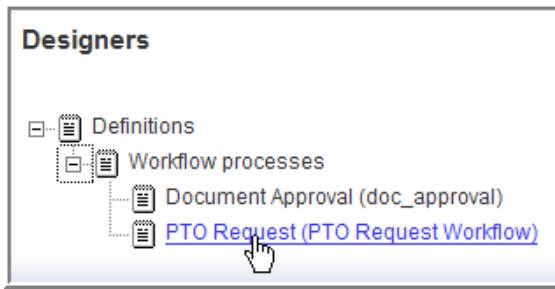 Designers
Definitions
Workflow processes
Document Approval (doc_approval)
PTO Request (PTO Request Workflow)